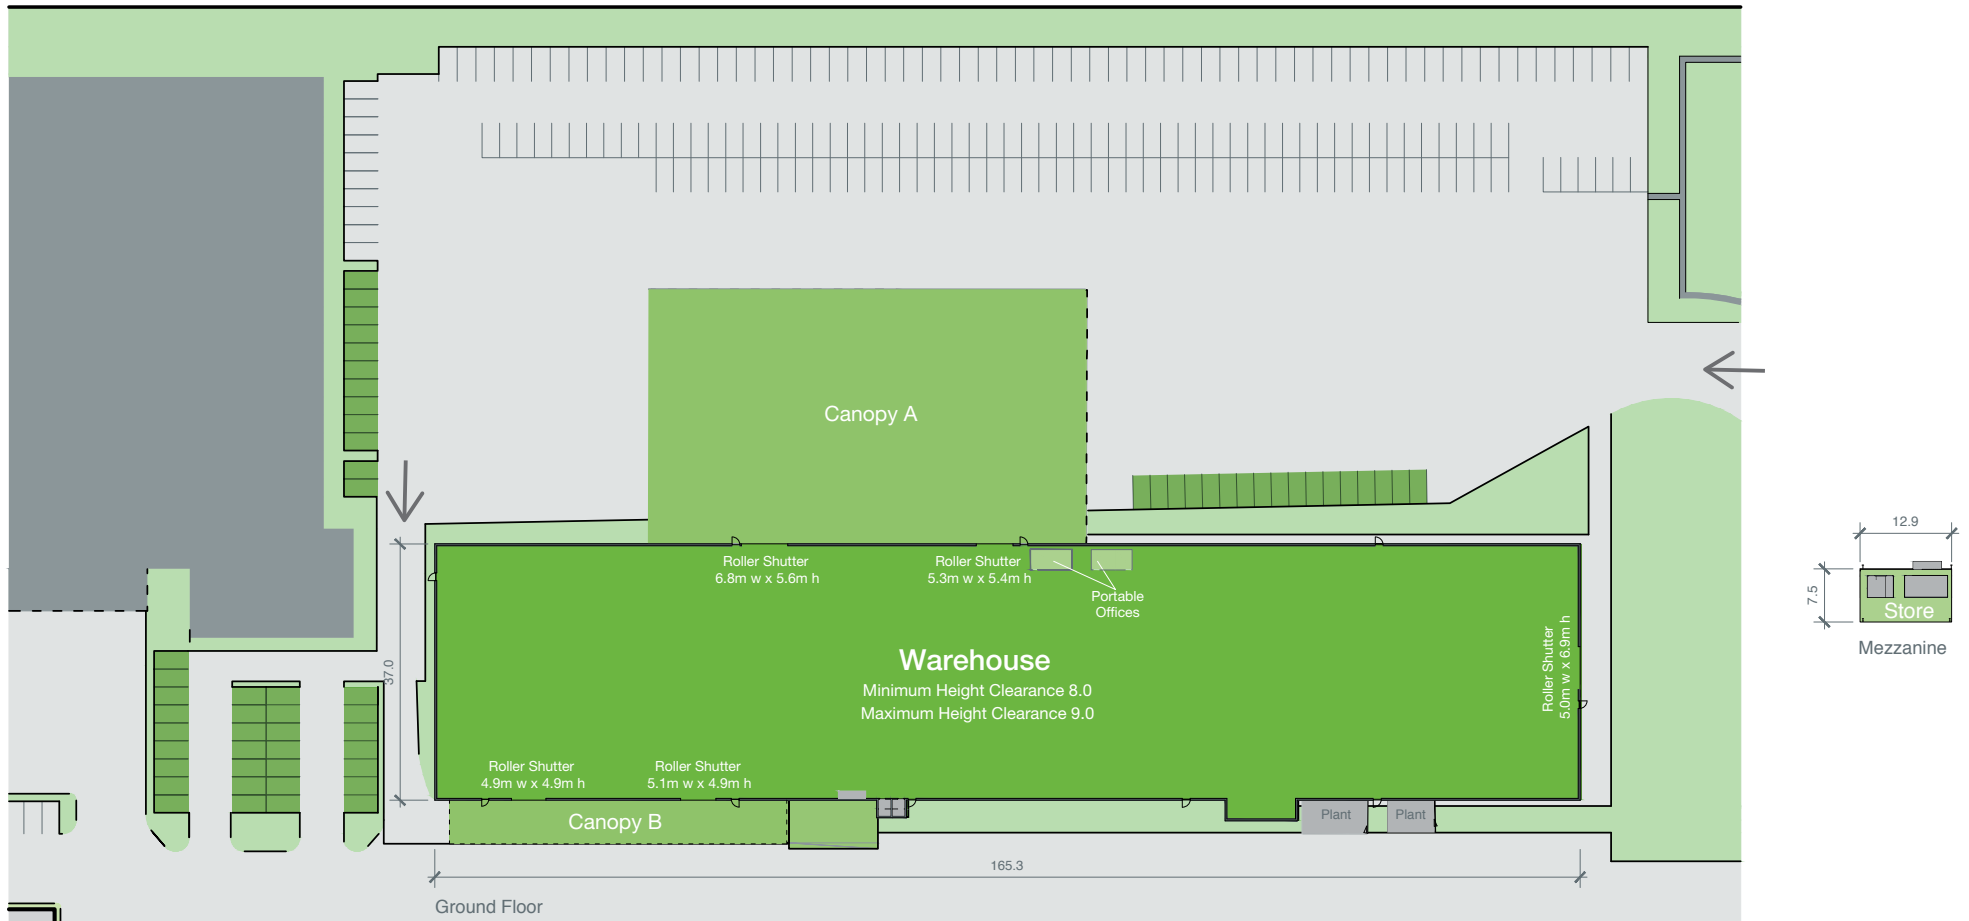 Canopy A
Roller Shutter
6.8m w x 5.6m h
Roller Shutter
5.3m w x 5.4m h
Portable
Offices
12.9
7.5
Store
Mezzanine
37.0
Warehouse
Minimum Height Clearance 8.0
Maximum Height Clearance 9.0
Roller Shutter
5.0m w x 6.9m h
Roller Shutter
4.9m w x 4.9m h
Roller Shutter
5.1m w x 4.9m h
Canopy B
Plant
Plant
165.3
Ground Floor